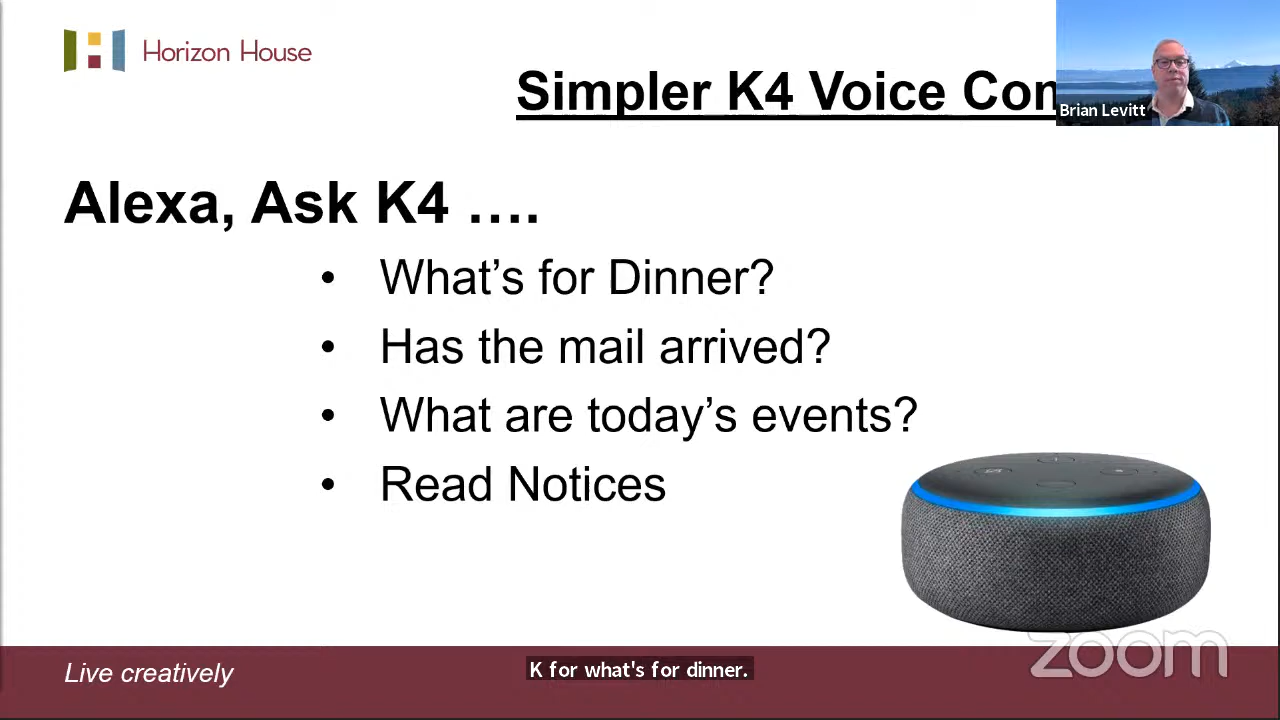 Horizon House
Simpler K4 Voice Com
Brian Levitt
Alexa, Ask K4 ….
• What’s for Dinner?
• Has the mail arrived?
• What are today’s events?
• Read Notices
zoom
Live creatively
K for what's for dinner.